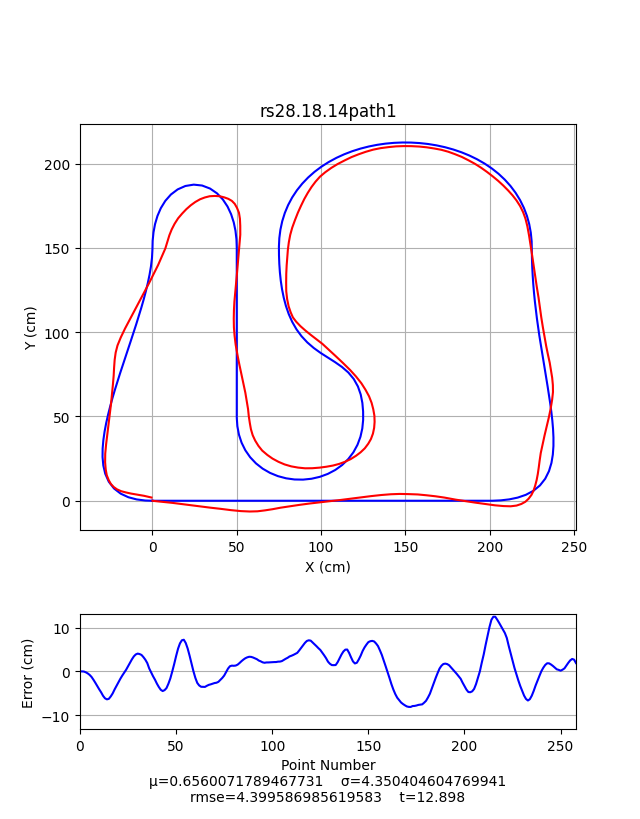 rs28.18.14path1
200
150
100
50
0
Y (cm)
0 50 100 150 200 250
X (cm)
10
0
−10
Error (cm)
0 50 100 150 200 250
Point Number
μ=0.6560071789467731 σ=4.350404604769941
rmse=4.399586985619583 t=12.898